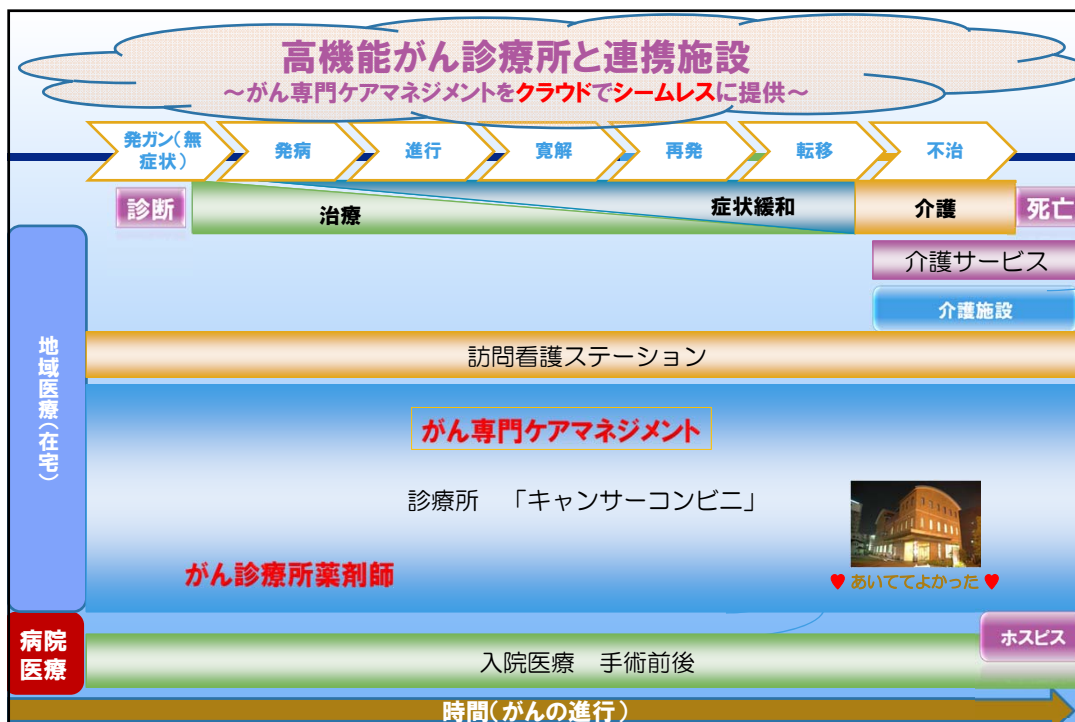 高機能がん診療所と連携施設
～がん専門ケアマネジメントをクラウドでシームレスに提供～
発ガン（無
症状）
発病
進行
寛解
再発
転移
不治
診断
治療
症状緩和
介護
死亡
介護サービス
介護施設
地域医療（在宅）
訪問看護ステーション
がん専門ケアマネジメント
診療所　「キャンサーコンビニ」
がん診療所薬剤師
♥ あいててよかった ♥
病院
医療
ホスピス
入院医療　手術前後
時間（がんの進行）